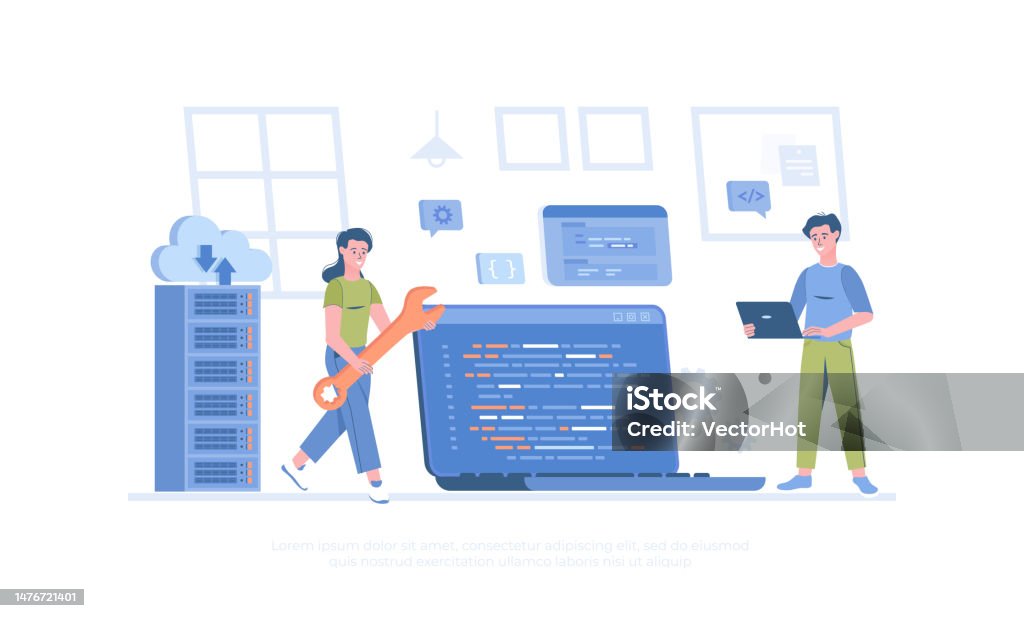 </>
{ }
iStock™
Credit: VectorHot
Lorem ipsum dolor sit amet, consectetur adipiscing elit, sed do eiusmod
quis nostrud exercitation ullamco laboris nisi ut aliquip
1476721401